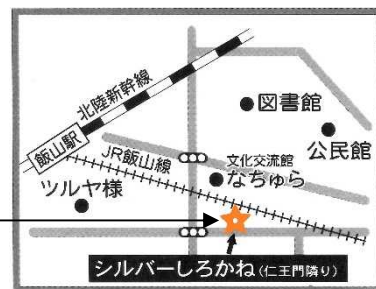 北陸新幹線
飯山駅
図書館
公民館
JR飯山線
文化交流館
なちゅら
ツルヤ様
シルバーしろかね(仁王門隣り)